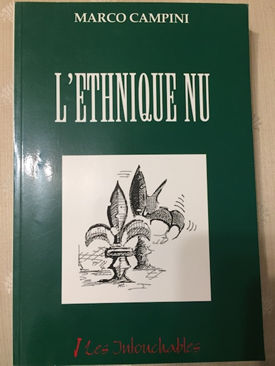 MARCO CAMPINI
L'ETHNIQUE NU
Les Intouchables